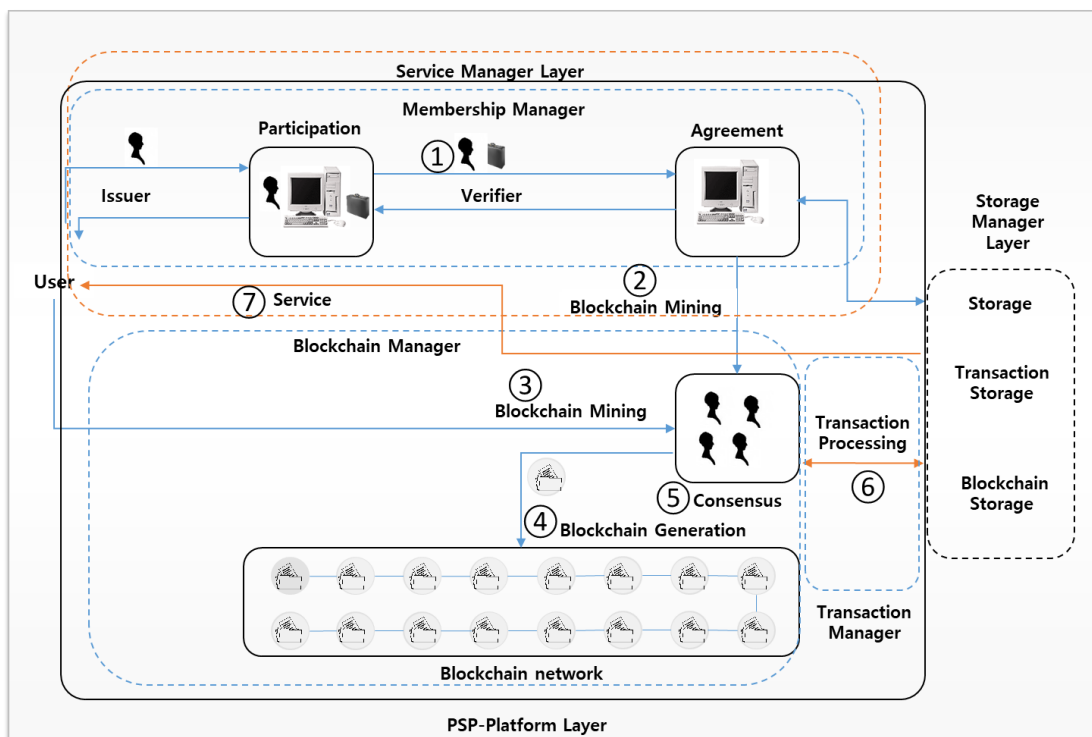 Service Manager Layer
Membership Manager
Participation
Agreement
①
Issuer
Verifier
Storage
Manager
Layer
User
②
Blockchain Mining
⑦ Service
Storage
Blockchain Manager
③
Blockchain Mining
Transaction
Storage
Transaction
Processing
⑥
Blockchain
Storage
⑤ Consensus
④ Blockchain Generation
Transaction
Manager
Blockchain network
PSP-Platform Layer